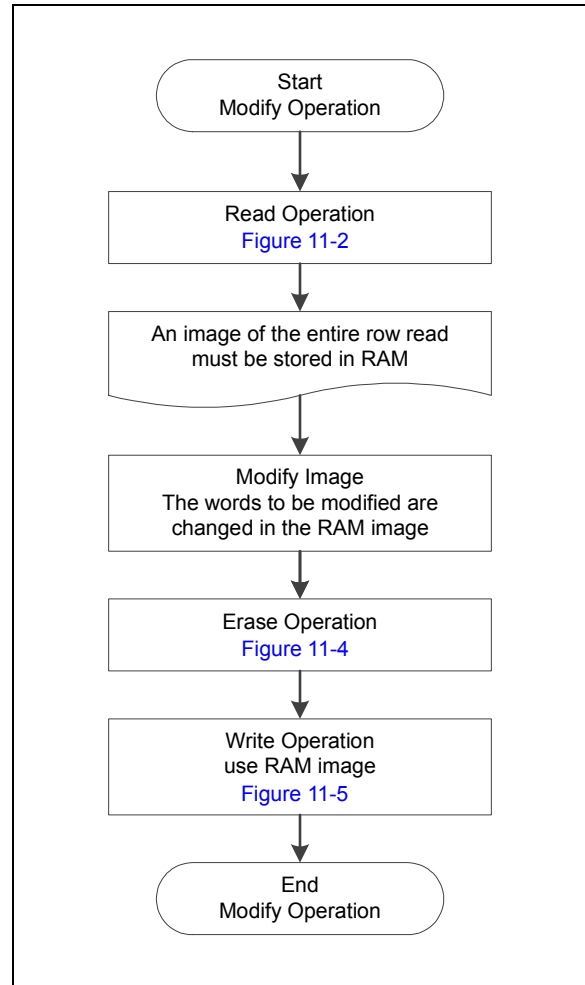 Start
Modify Operation
Read Operation
Figure 11-2
An image of the entire row read
must be stored in RAM
Modify Image
The words to be modified are
changed in the RAM image
Erase Operation
Figure 11-4
Write Operation
use RAM image
Figure 11-5
End
Modify Operation